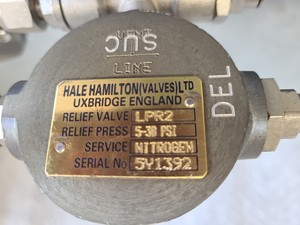 VENT
SUC
LINE
DEL
HALE HAMILTON (VALVES) LTD
UXBRIDGE ENGLAND
RELIEF VALVE LPR2
RELIEF PRESS 5-30 PSI
SERVICE NITROGEN
SERIAL No 5Y1392